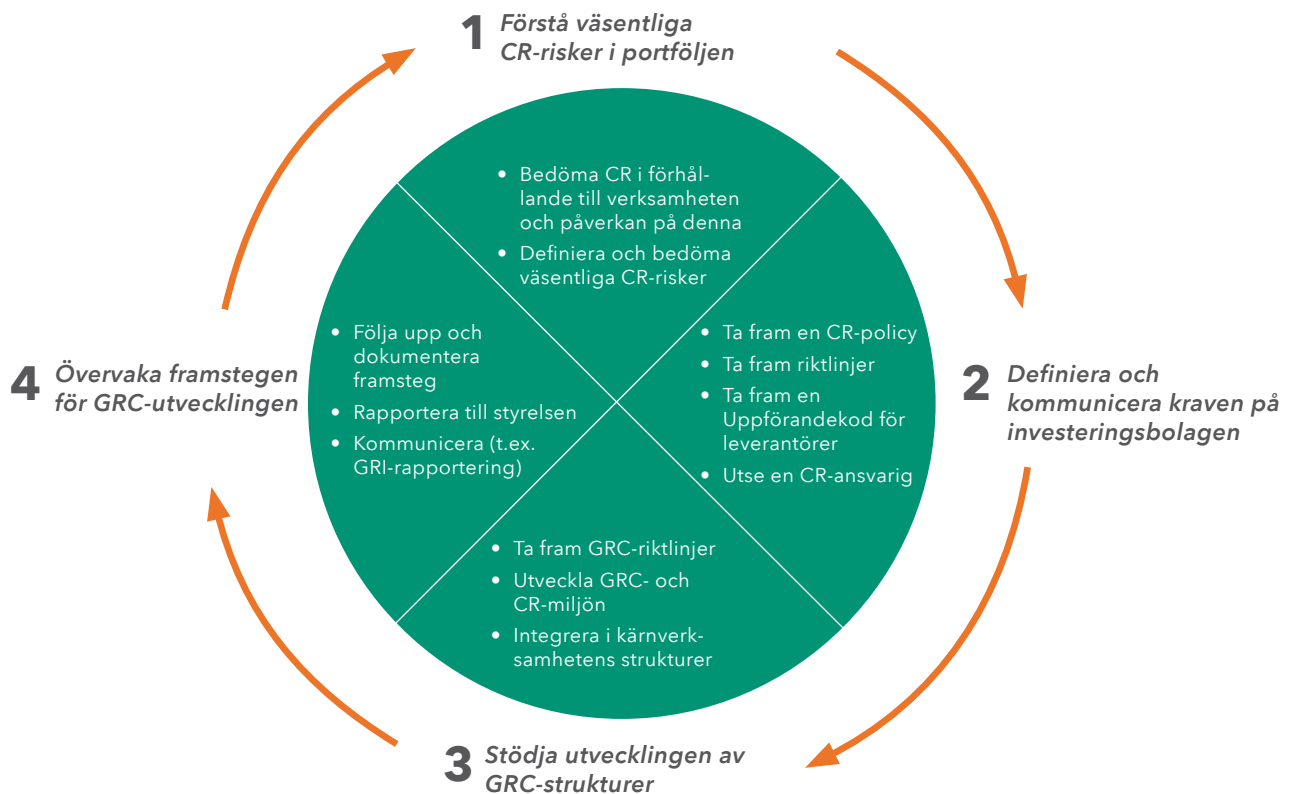 1 Förstå väsentliga
CR-risker i portföljen
• Bedöma CR i förhål-
lande till verksamheten
och påverkan på denna
• Definiera och bedöma
väsentliga CR-risker
2 Definiera och
kommunicera kraven på
investeringsbolagen
• Ta fram en CR-policy
• Ta fram riktlinjer
• Ta fram en
Uppförandekod för
leverantörer
• Utse en CR-ansvarig
3 Stödja utvecklingen av
GRC-strukturer
• Ta fram GRC-riktlinjer
• Utveckla GRC- och
CR-miljön
• Integrera i kärnverk-
samhetens strukturer
4 Övervaka framstegen
för GRC-utvecklingen
• Följa upp och
dokumentera
framsteg
• Rapportera till styrelsen
• Kommunicera (t.ex.
GRI-rapportering)